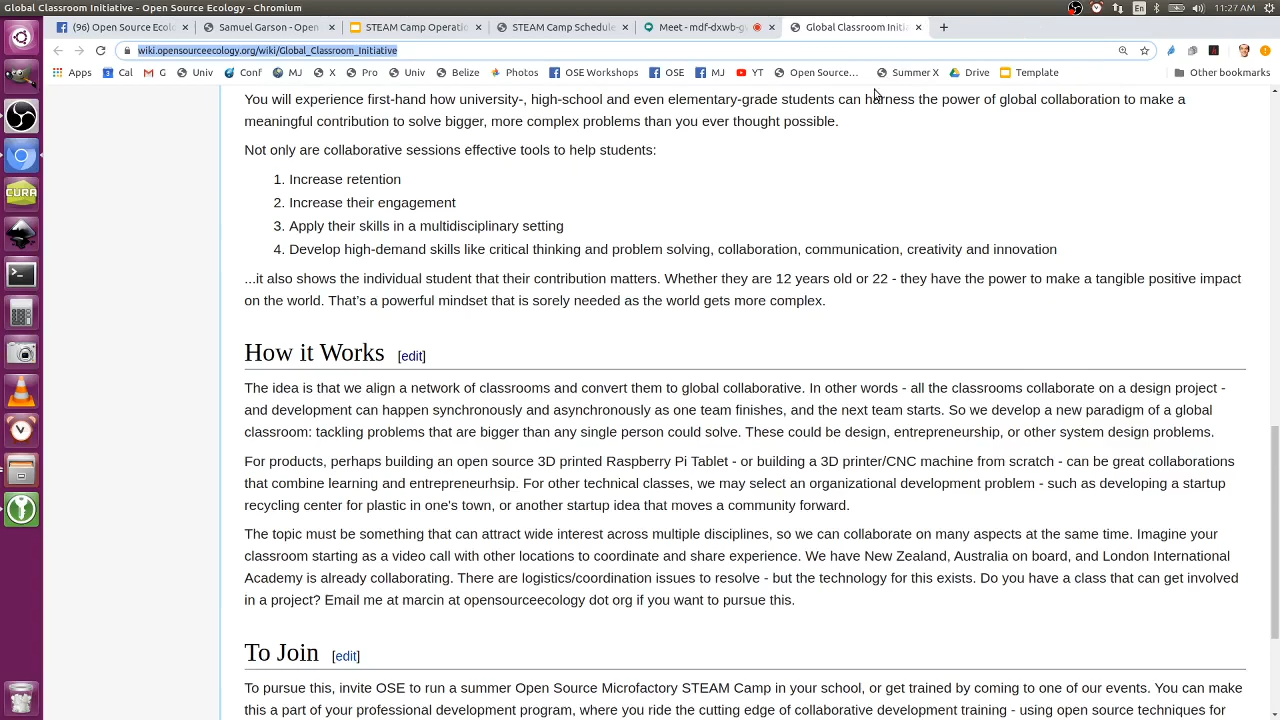 Global Classroom Initiative - Open Source Ecology - Chromium
En
11:27 AM
(96) Open Source Ecol
Samuel Garson - Open
STEAM Camp Operatio
STEAM Camp Schedule
Meet - mdf-dxwb-g
Global Classroom Initi
wiki.opensourceecology.org/wiki/Global_Classroom_Initiative
Apps
Cal
G
Univ
Conf
MJ
X
Pro
Univ
Belize
Photos
OSE Workshops
OSE
MJ
YT
Open Source…
Summer X
Drive
Template
Other bookmarks
CURA
You will experience first-hand how university-, high-school and even elementary-grade students can harness the power of global collaboration to make a
meaningful contribution to solve bigger, more complex problems than you ever thought possible.
Not only are collaborative sessions effective tools to help students:
1. Increase retention
2. Increase their engagement
3. Apply their skills in a multidisciplinary setting
4. Develop high-demand skills like critical thinking and problem solving, collaboration, communication, creativity and innovation
...it also shows the individual student that their contribution matters. Whether they are 12 years old or 22 - they have the power to make a tangible positive impact
on the world. That's a powerful mindset that is sorely needed as the world gets more complex.
How it Works [edit]
The idea is that we align a network of classrooms and convert them to global collaborative. In other words - all the classrooms collaborate on a design project -
and development can happen synchronously and asynchronously as one team finishes, and the next team starts. So we develop a new paradigm of a global
classroom: tackling problems that are bigger than any single person could solve. These could be design, entrepreneurship, or other system design problems.
For products, perhaps building an open source 3D printed Raspberry Pi Tablet - or building a 3D printer/CNC machine from scratch - can be great collaborations
that combine learning and entrepreneurhsip. For other technical classes, we may select an organizational development problem - such as developing a startup
recycling center for plastic in one's town, or another startup idea that moves a community forward.
The topic must be something that can attract wide interest across multiple disciplines, so we can collaborate on many aspects at the same time. Imagine your
classroom starting as a video call with other locations to coordinate and share experience. We have New Zealand, Australia on board, and London International
Academy is already collaborating. There are logistics/coordination issues to resolve - but the technology for this exists. Do you have a class that can get involved
in a project? Email me at marcin at opensourceecology dot org if you want to pursue this.
To Join [edit]
To pursue this, invite OSE to run a summer Open Source Microfactory STEAM Camp in your school, or get trained by coming to one of our events. You can make
this a part of your professional development program, where you ride the cutting edge of collaborative development training - using open source techniques for